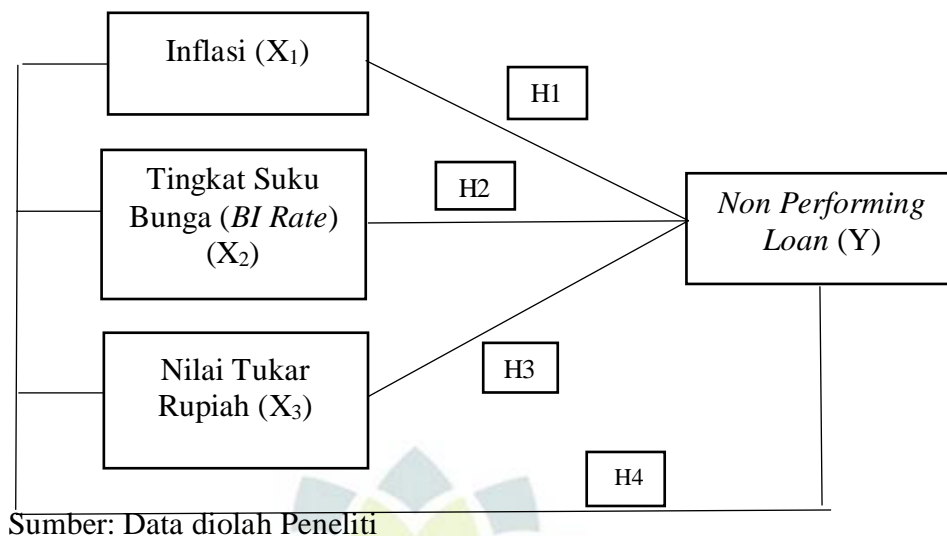 Inflasi (X₁)
H1
Tingkat Suku
Bunga (BI Rate)
(X₂)
H2
Non Performing
Loan (Y)
Nilai Tukar
Rupiah (X₃)
H3
H4
Sumber: Data diolah Peneliti